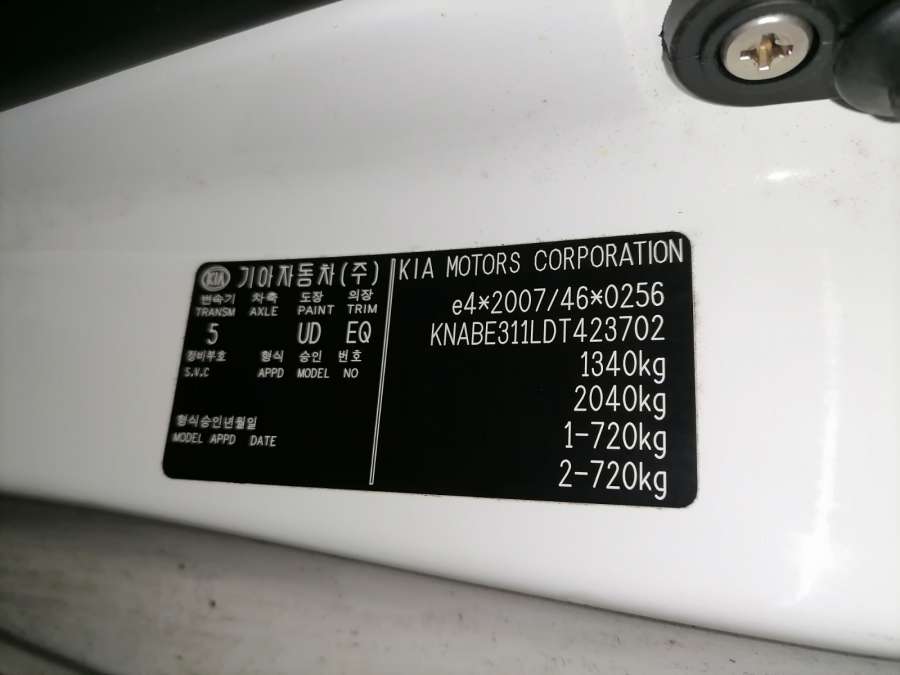 KIA 기아자동차(주)
변속기 차축 도장 의장
TRANSM AXLE PAINT TRIM
5 UD EQ
정비부호 형식 승인 번호
S.V.C APPD MODEL NO
형식승인년월일
MODEL APPD DATE
KIA MOTORS CORPORATION
e4*2007/46*0256
KNABE311LDT423702
1340kg
2040kg
1-720kg
2-720kg